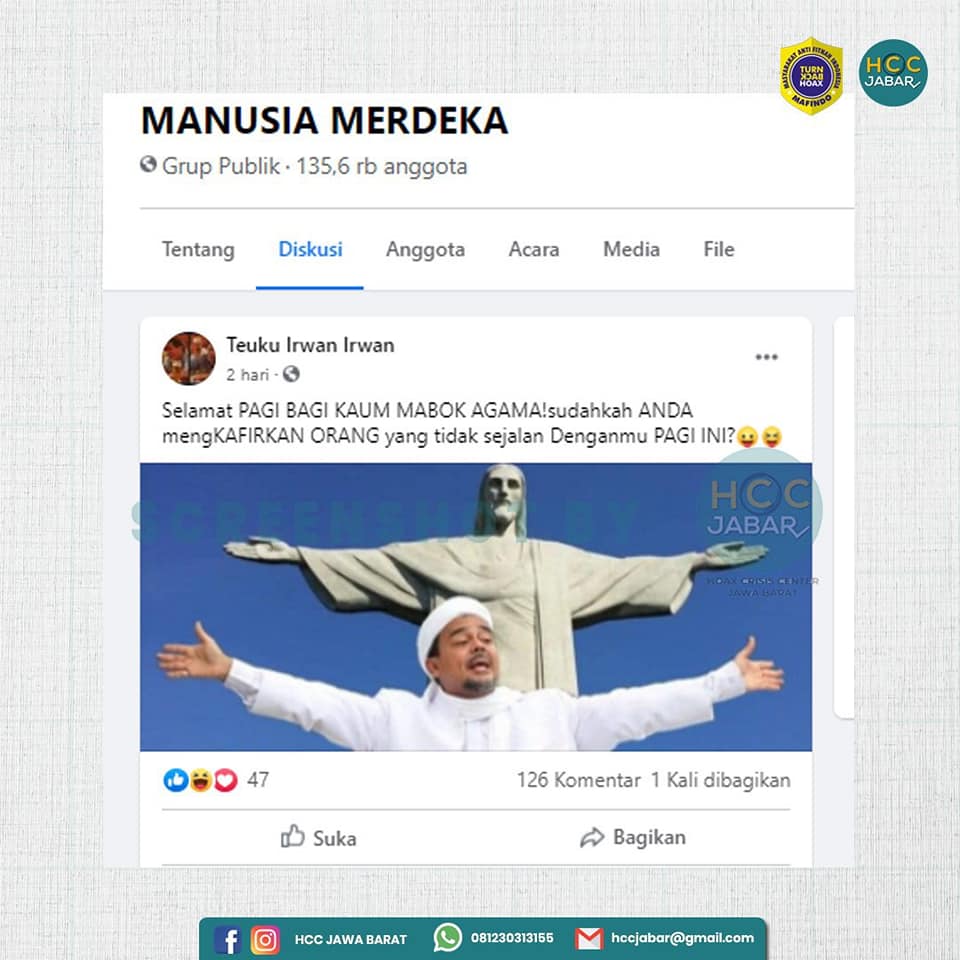 MASYARAKAT ANTI FITNAH INDONESIA
TURN
BACK
HOAX
MAFINDO
HCC
JABAR
MANUSIA MERDEKA
Grup Publik · 135,6 rb anggota
Tentang Diskusi Anggota Acara Media File
Teuku Irwan Irwan
2 hari ·
Selamat PAGI BAGI KAUM MABOK AGAMA!sudahkah ANDA
mengKAFIRKAN ORANG yang tidak sejalan Denganmu PAGI INI?😛😝
SCREENSHOT BY
HCC
JABAR
HOAX CRISIS CENTER
JAWA BARAT
47 126 Komentar 1 Kali dibagikan
Suka Bagikan
HCC JAWA BARAT 081230313155 hccjabar@gmail.com